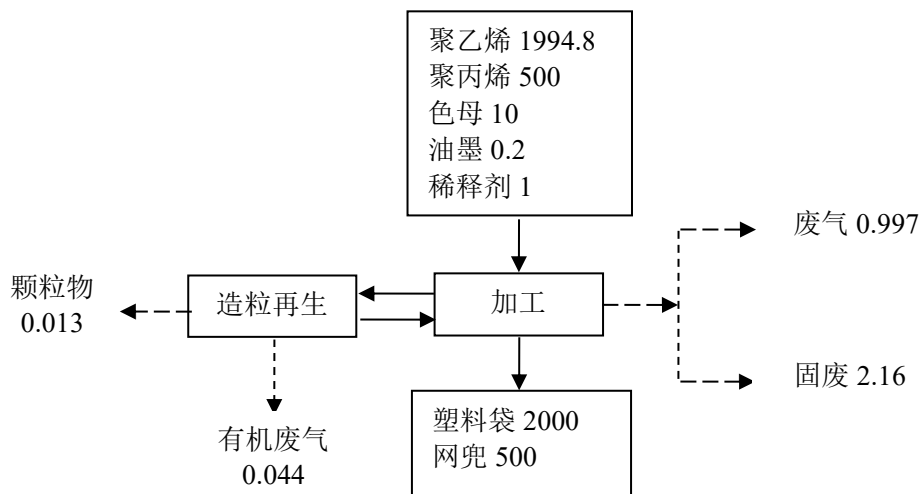 聚乙烯 1994.8
聚丙烯 500
色母 10
油墨 0.2
稀释剂 1
废气 0.997
颗粒物
0.013
造粒再生
加工
固废 2.16
塑料袋 2000
网兜 500
有机废气
0.044